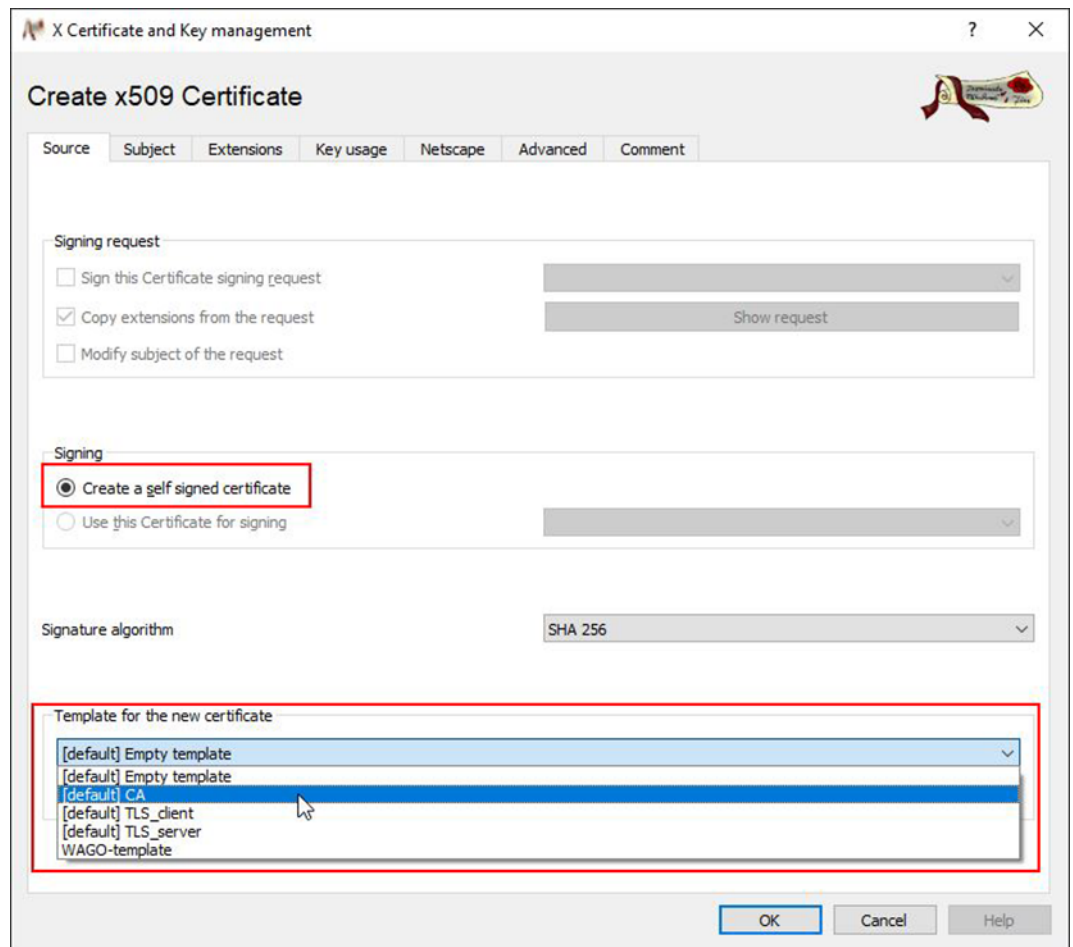 X Certificate and Key management
?
Create x509 Certificate
Source Subject Extensions Key usage Netscape Advanced Comment
Signing request
Sign this Certificate signing request
Copy extensions from the request Show request
Modify subject of the request
Signing
Create a self signed certificate
Use this Certificate for signing
Signature algorithm SHA 256
Template for the new certificate
[default] Empty template
[default] Empty template
[default] CA
[default] TLS_client
[default] TLS_server
WAGO-template
OK Cancel Help